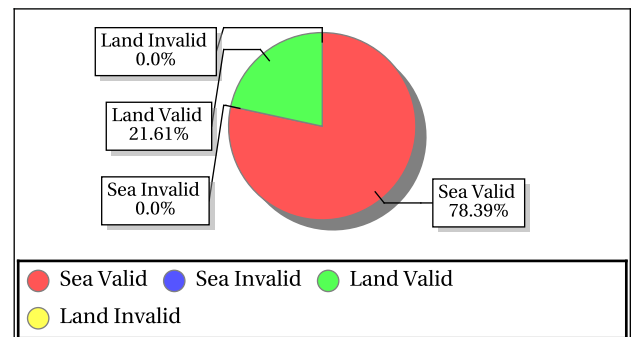 Land Invalid
0.0%
Land Valid
21.61%
Sea Invalid
0.0%
Sea Valid
78.39%
Sea Valid Sea Invalid Land Valid
Land Invalid